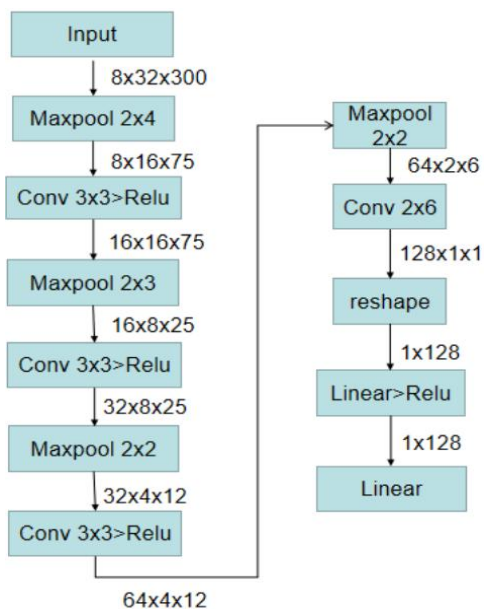 Input
8x32x300
Maxpool 2x4
8x16x75
Conv 3x3>Relu
16x16x75
Maxpool 2x3
16x8x25
Conv 3x3>Relu
32x8x25
Maxpool 2x2
32x4x12
Conv 3x3>Relu
64x4x12
Maxpool
2x2
64x2x6
Conv 2x6
128x1x1
reshape
1x128
Linear>Relu
1x128
Linear